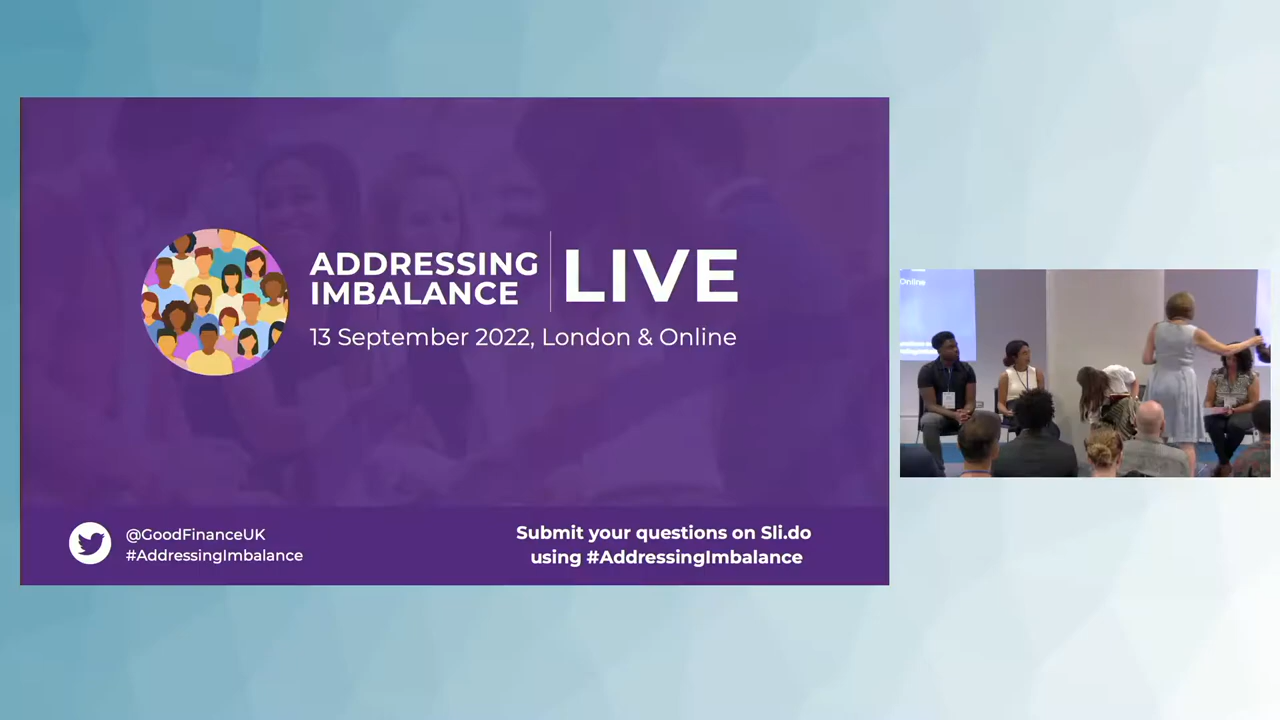 ADDRESSING
IMBALANCE
LIVE
13 September 2022, London & Online
@GoodFinanceUK
#AddressingImbalance
Submit your questions on Sli.do
using #AddressingImbalance
Online